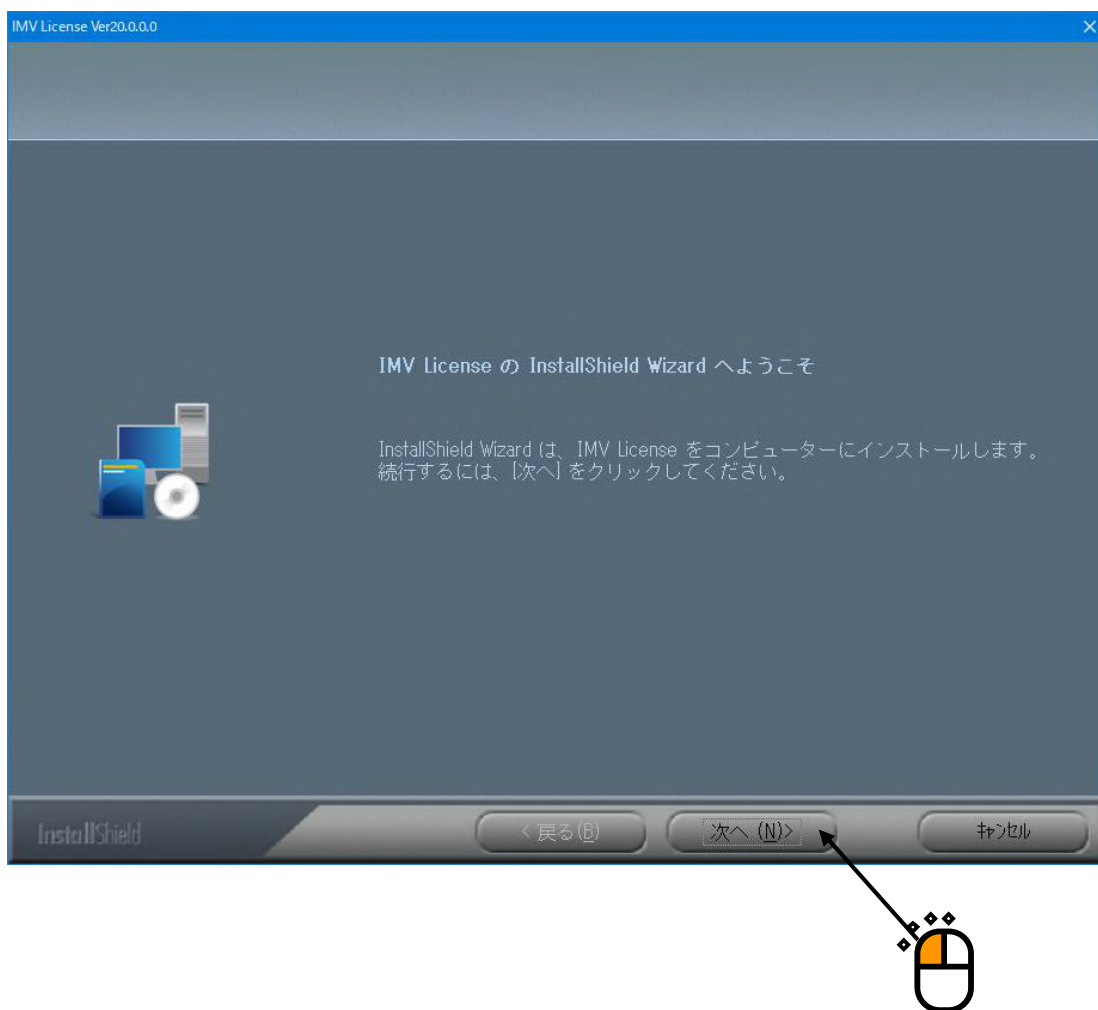 IMV License Ver20.0.0.0
IMV License の InstallShield Wizard へようこそ
InstallShield Wizard は、IMV License をコンピューターにインストールします。
続行するには、[次へ] をクリックしてください。
InstallShield
< 戻る(B)
次へ (N)>
キャンセル